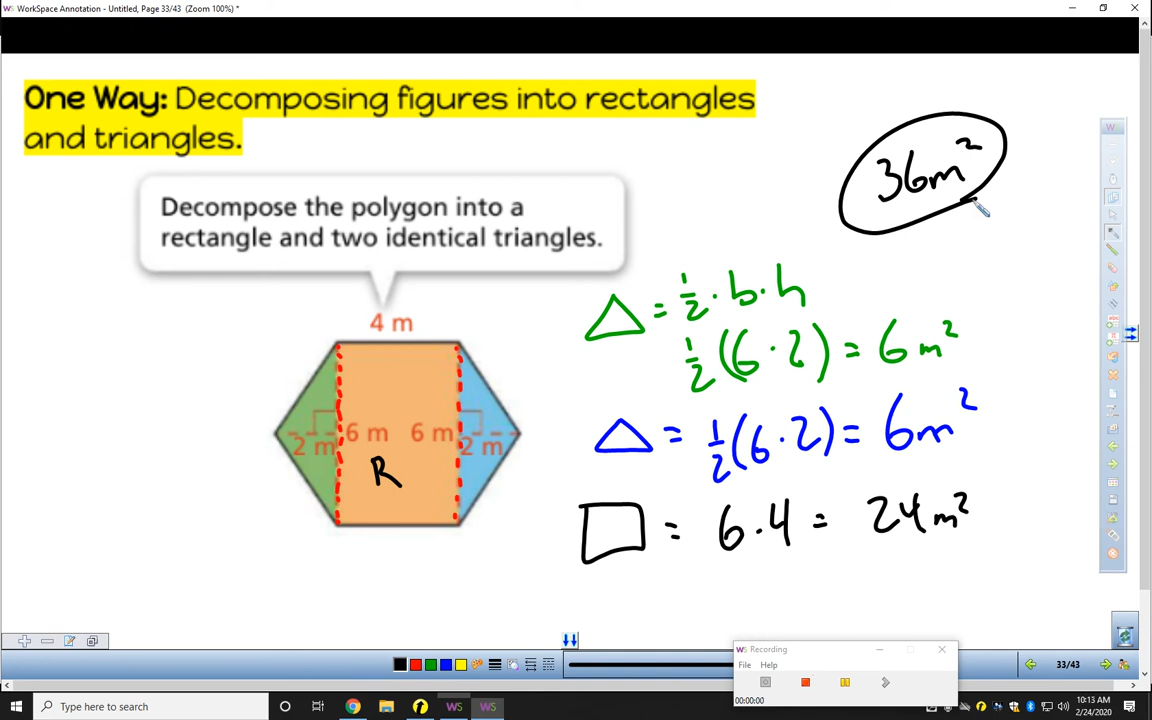 WorkSpace Annotation - Untitled, Page 33/43 (Zoom 100%) *
One Way: Decomposing figures into rectangles
and triangles.
36m²
Decompose the polygon into a
rectangle and two identical triangles.
△ = 1/2 · b · h
4 m
1/2 (6 · 2) = 6m²
△ = 1/2 (6 · 2) = 6m²
2 m 6 m 6 m 2 m
R
□ = 6 · 4 = 24m²
WS Recording
File Help
00:00:00
33/43
Type here to search
10:13 AM
2/24/2020